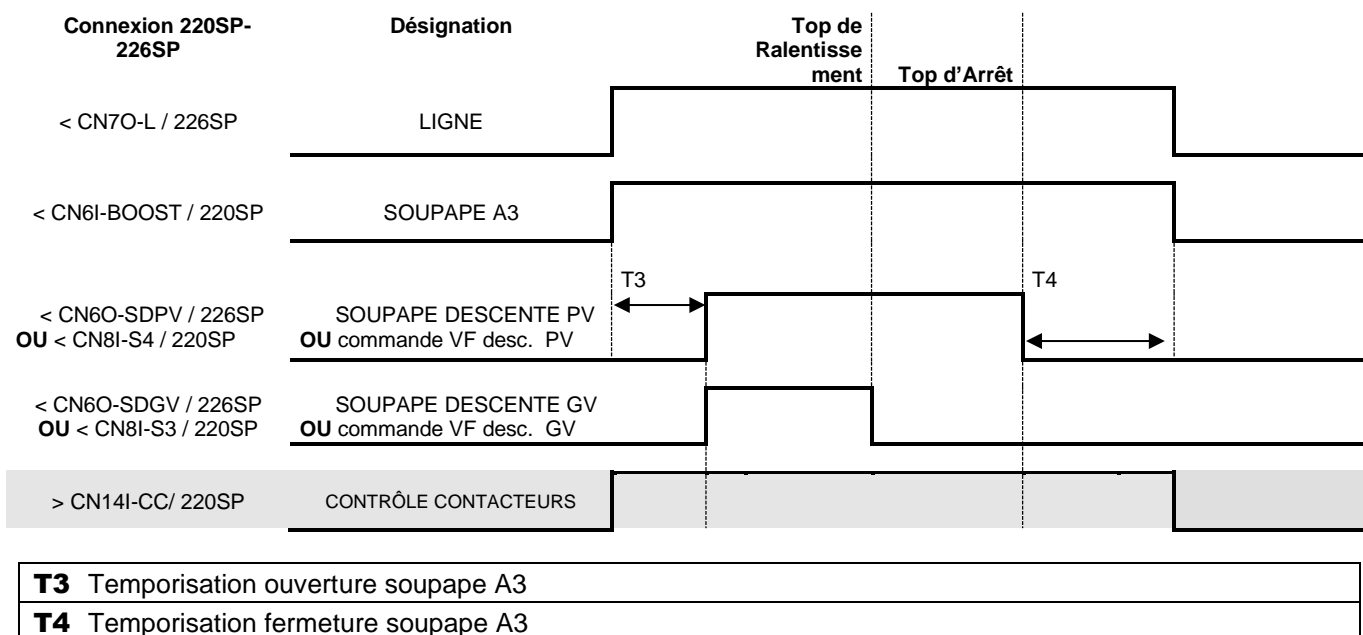 Connexion 220SP-
226SP
Désignation
Top de
Ralentisse
ment
Top d'Arrêt
< CN7O-L / 226SP
LIGNE
< CN6I-BOOST / 220SP
SOUPAPE A3
T3
T4
< CN6O-SDPV / 226SP
OU < CN8I-S4 / 220SP
SOUPAPE DESCENTE PV
OU commande VF desc. PV
< CN6O-SDGV / 226SP
OU < CN8I-S3 / 220SP
SOUPAPE DESCENTE GV
OU commande VF desc. GV
> CN14I-CC/ 220SP
CONTRÔLE CONTACTEURS
T3 Temporisation ouverture soupape A3
T4 Temporisation fermeture soupape A3